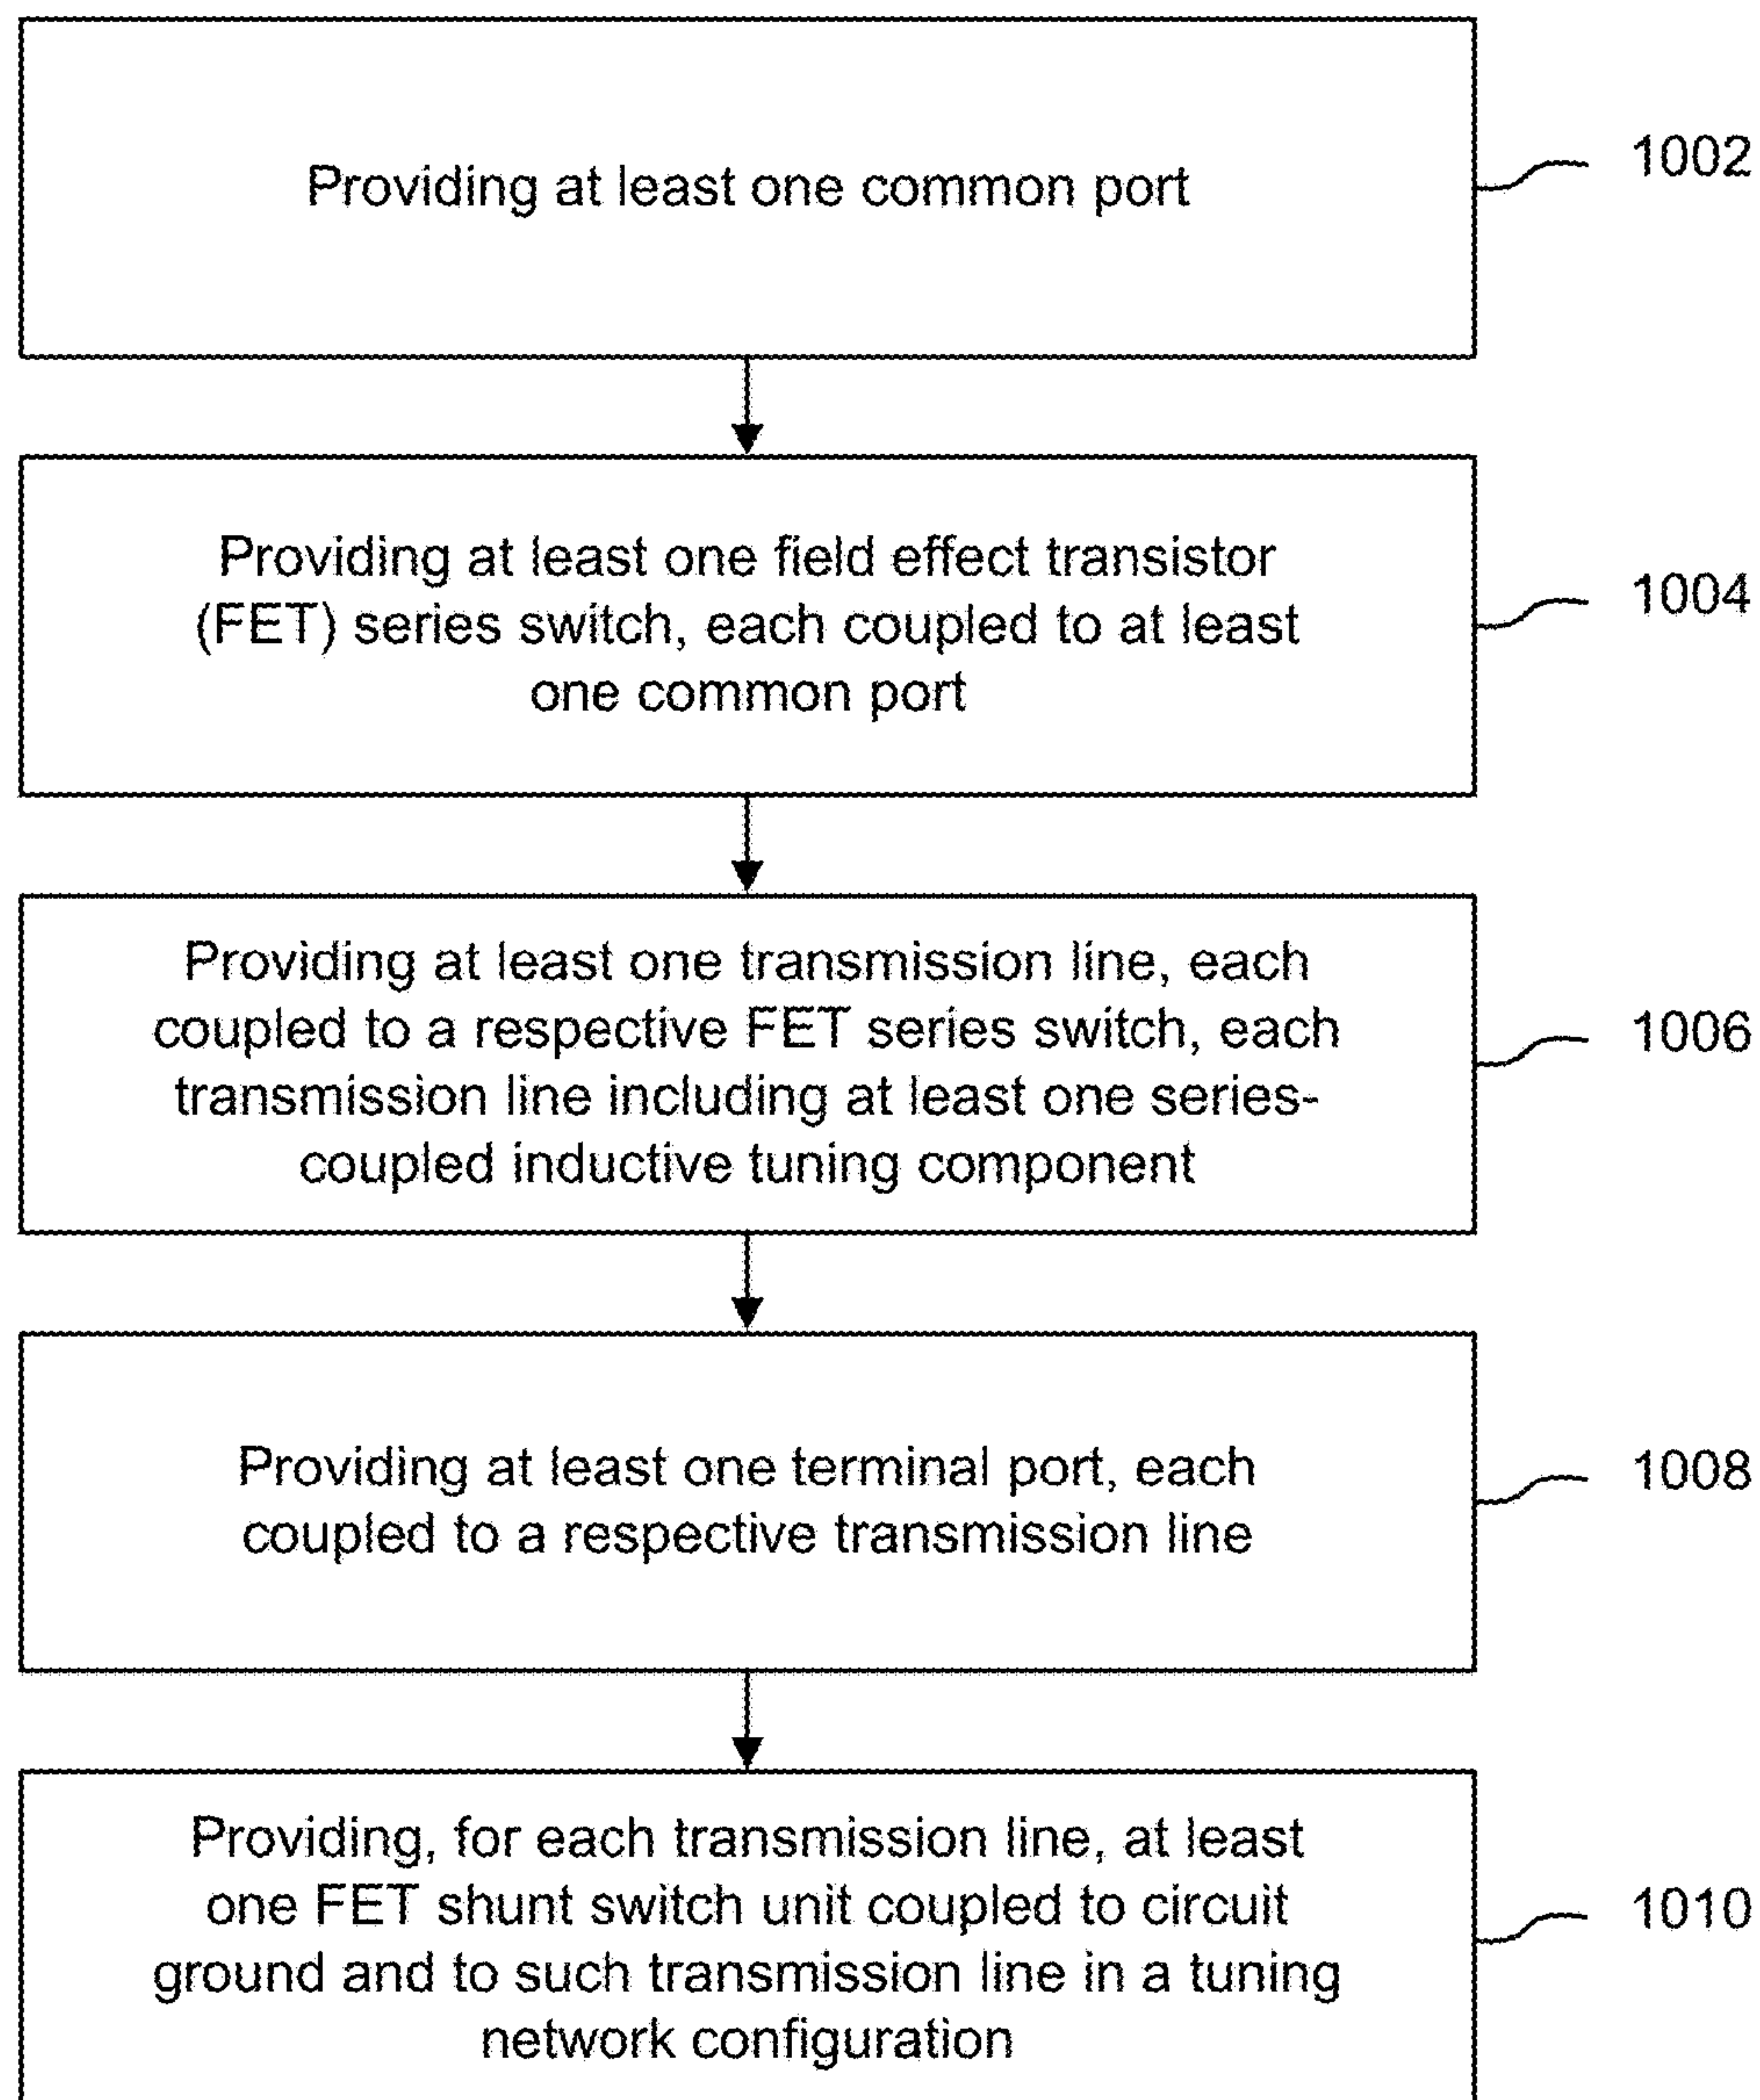 Providing at least one common port
1002
Providing at least one field effect transistor
(FET) series switch, each coupled to at least
one common port
1004
Providing at least one transmission line, each
coupled to a respective FET series switch, each
transmission line including at least one series-
coupled inductive tuning component
1006
Providing at least one terminal port, each
coupled to a respective transmission line
1008
Providing, for each transmission line, at least
one FET shunt switch unit coupled to circuit
ground and to such transmission line in a tuning
network configuration
1010